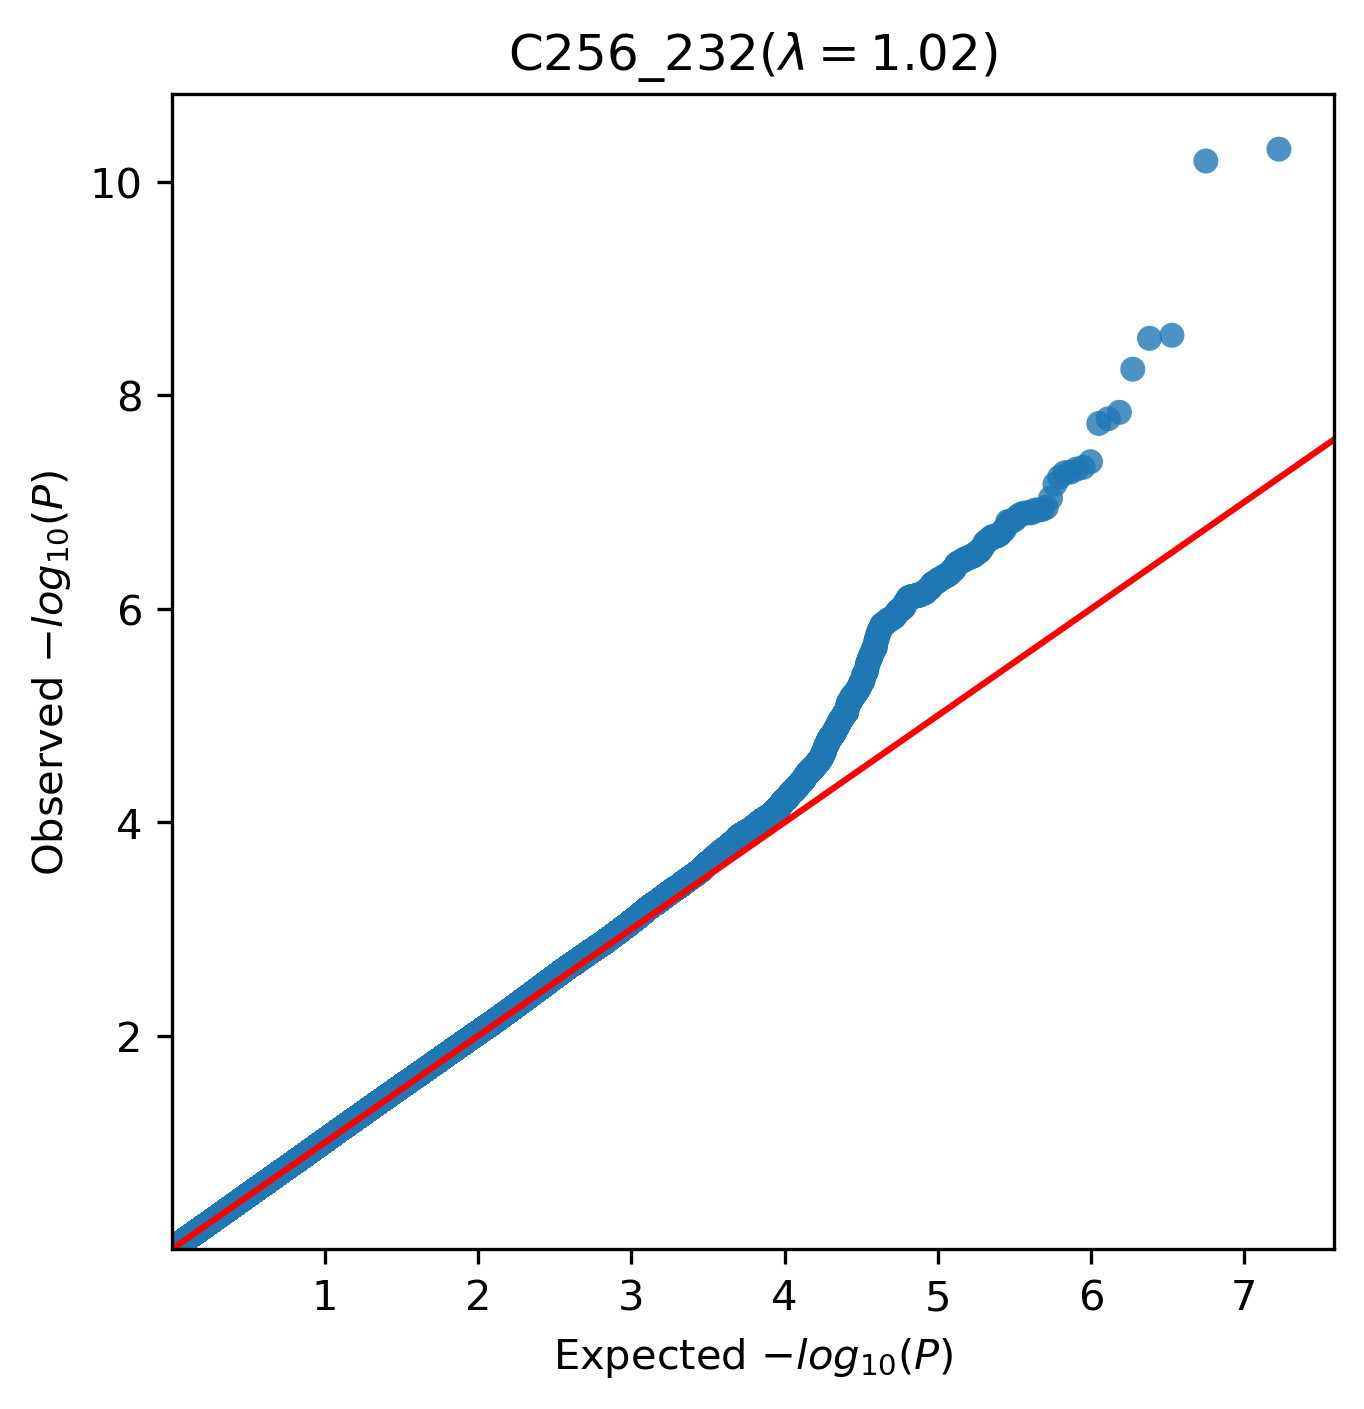 C256_232(λ = 1.02)
Observed −log₁₀(P)
10
8
6
4
2
1 2 3 4 5 6 7
Expected −log₁₀(P)